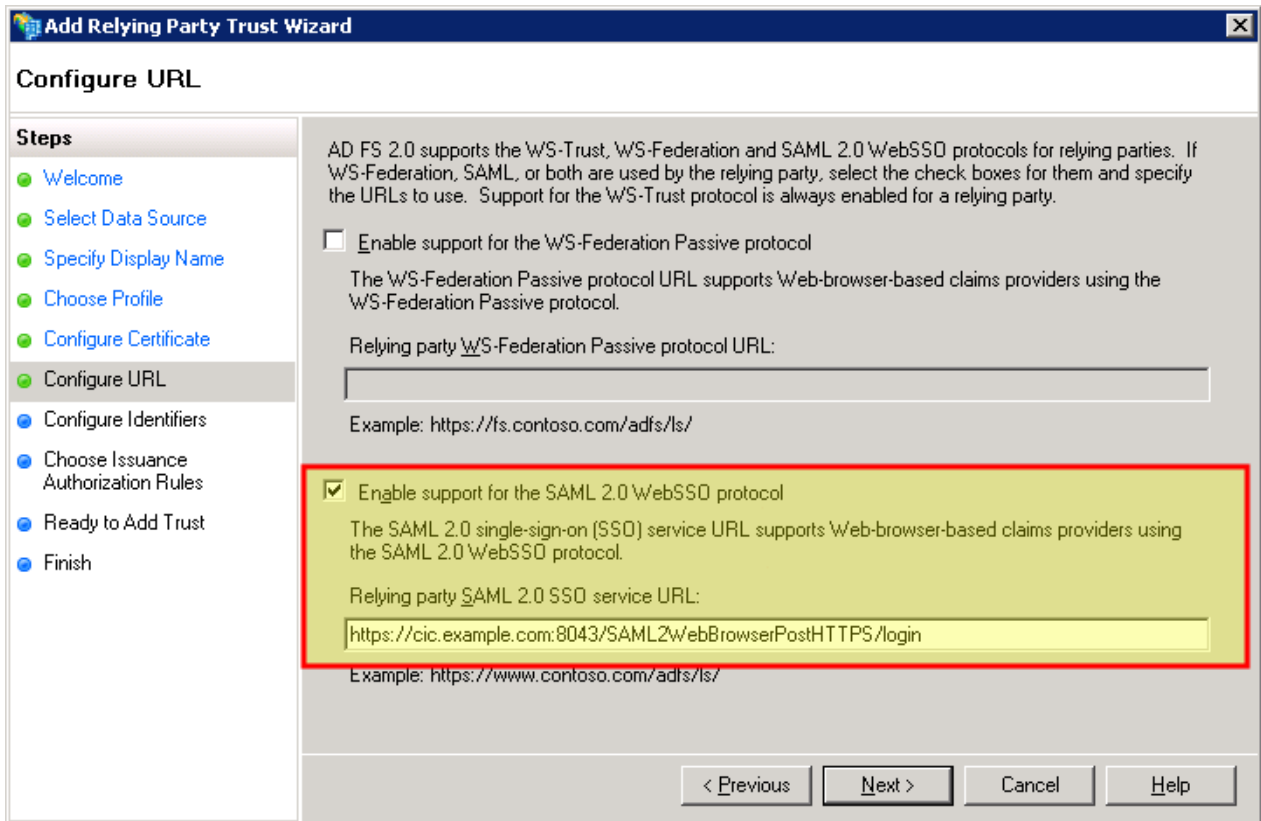 Add Relying Party Trust Wizard
Configure URL
Steps
Welcome
Select Data Source
Specify Display Name
Choose Profile
Configure Certificate
Configure URL
Configure Identifiers
Choose Issuance
Authorization Rules
Ready to Add Trust
Finish
AD FS 2.0 supports the WS-Trust, WS-Federation and SAML 2.0 WebSSO protocols for relying parties. If
WS-Federation, SAML, or both are used by the relying party, select the check boxes for them and specify
the URLs to use. Support for the WS-Trust protocol is always enabled for a relying party.
Enable support for the WS-Federation Passive protocol
The WS-Federation Passive protocol URL supports Web-browser-based claims providers using the
WS-Federation Passive protocol.
Relying party WS-Federation Passive protocol URL:
Example: https://fs.contoso.com/adfs/ls/
Enable support for the SAML 2.0 WebSSO protocol
The SAML 2.0 single-sign-on (SSO) service URL supports Web-browser-based claims providers using
the SAML 2.0 WebSSO protocol.
Relying party SAML 2.0 SSO service URL:
https://cic.example.com:8043/SAML2WebBrowserPostHTTPS/login
Example: https://www.contoso.com/adfs/ls/
< Previous
Next >
Cancel
Help